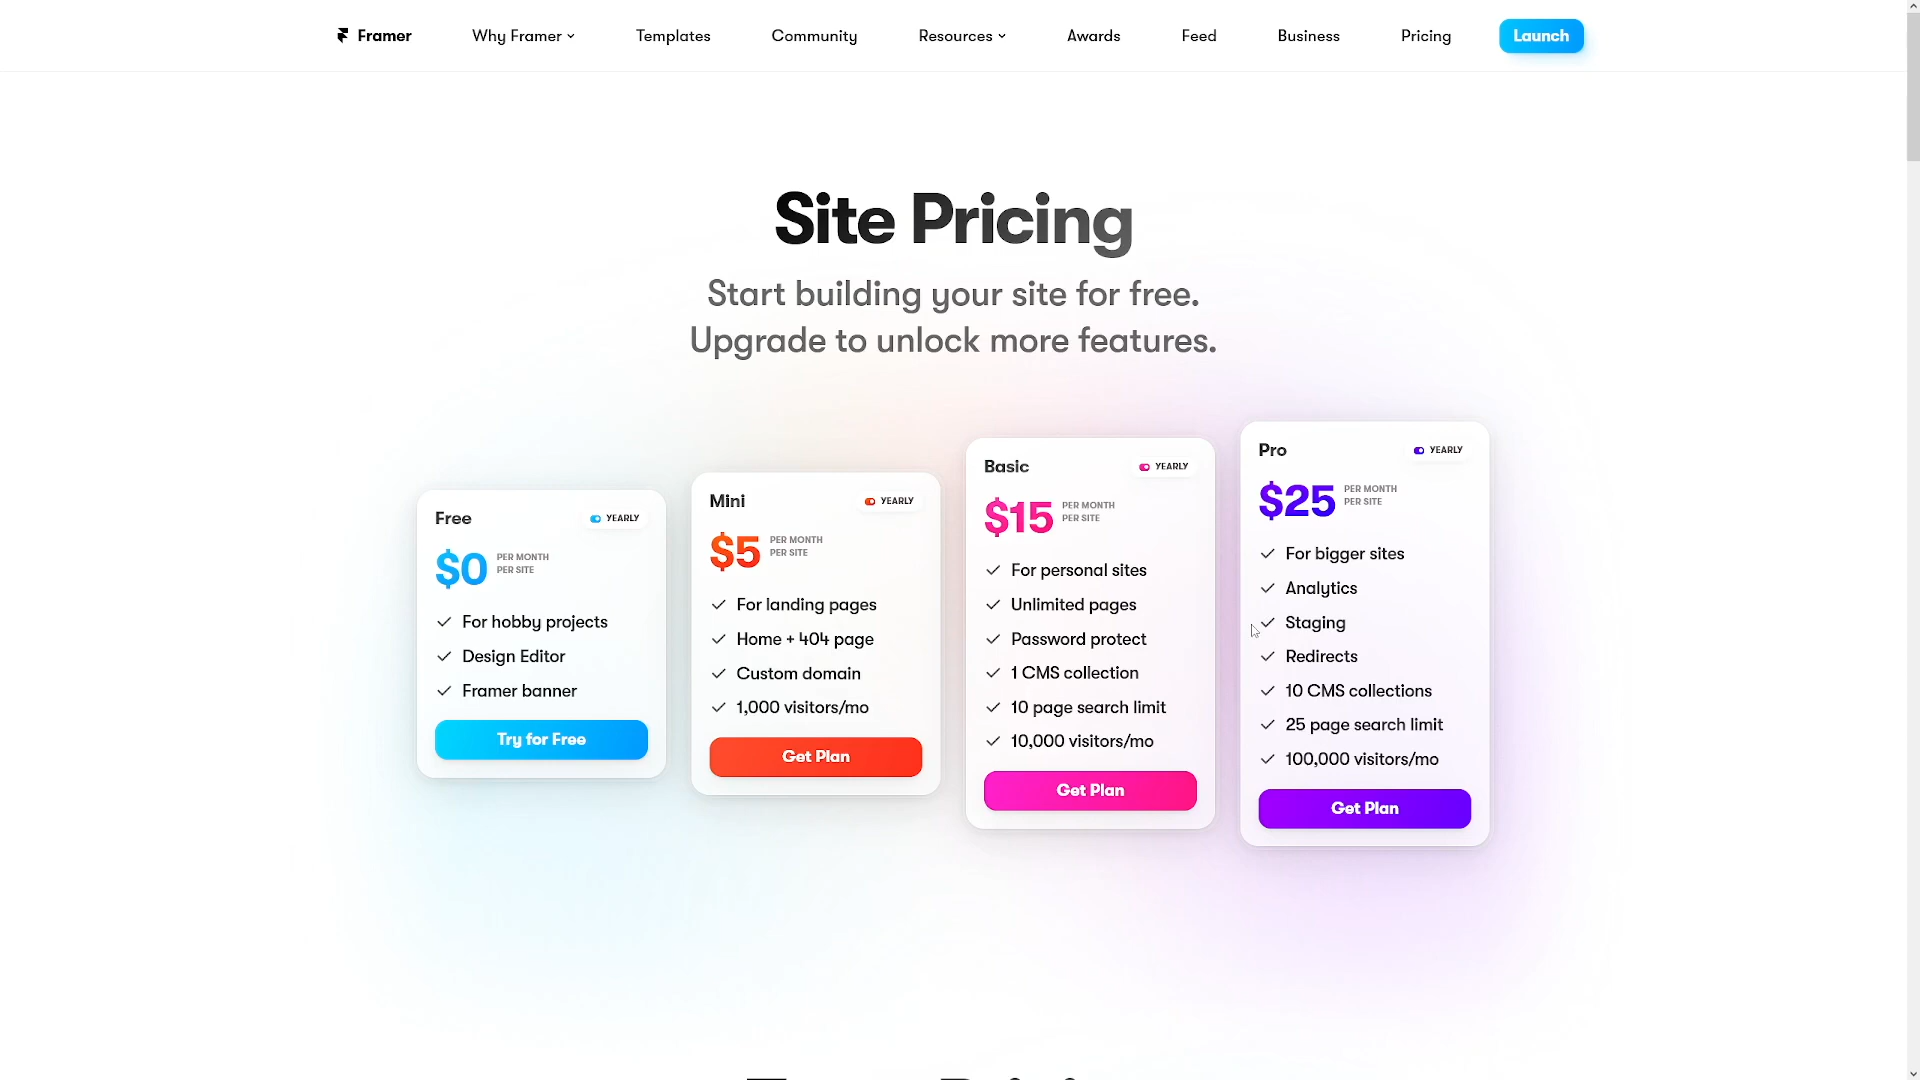 Framer
Why Framer
Templates
Community
Resources
Awards
Feed
Business
Pricing
Launch
Site Pricing
Start building your site for free.
Upgrade to unlock more features.
Free
YEARLY
$0
PER MONTH
PER SITE
For hobby projects
Design Editor
Framer banner
Try for Free
Mini
YEARLY
$5
PER MONTH
PER SITE
For landing pages
Home + 404 page
Custom domain
1,000 visitors/mo
Get Plan
Basic
YEARLY
$15
PER MONTH
PER SITE
For personal sites
Unlimited pages
Password protect
1 CMS collection
10 page search limit
10,000 visitors/mo
Get Plan
Pro
YEARLY
$25
PER MONTH
PER SITE
For bigger sites
Analytics
Staging
Redirects
10 CMS collections
25 page search limit
100,000 visitors/mo
Get Plan